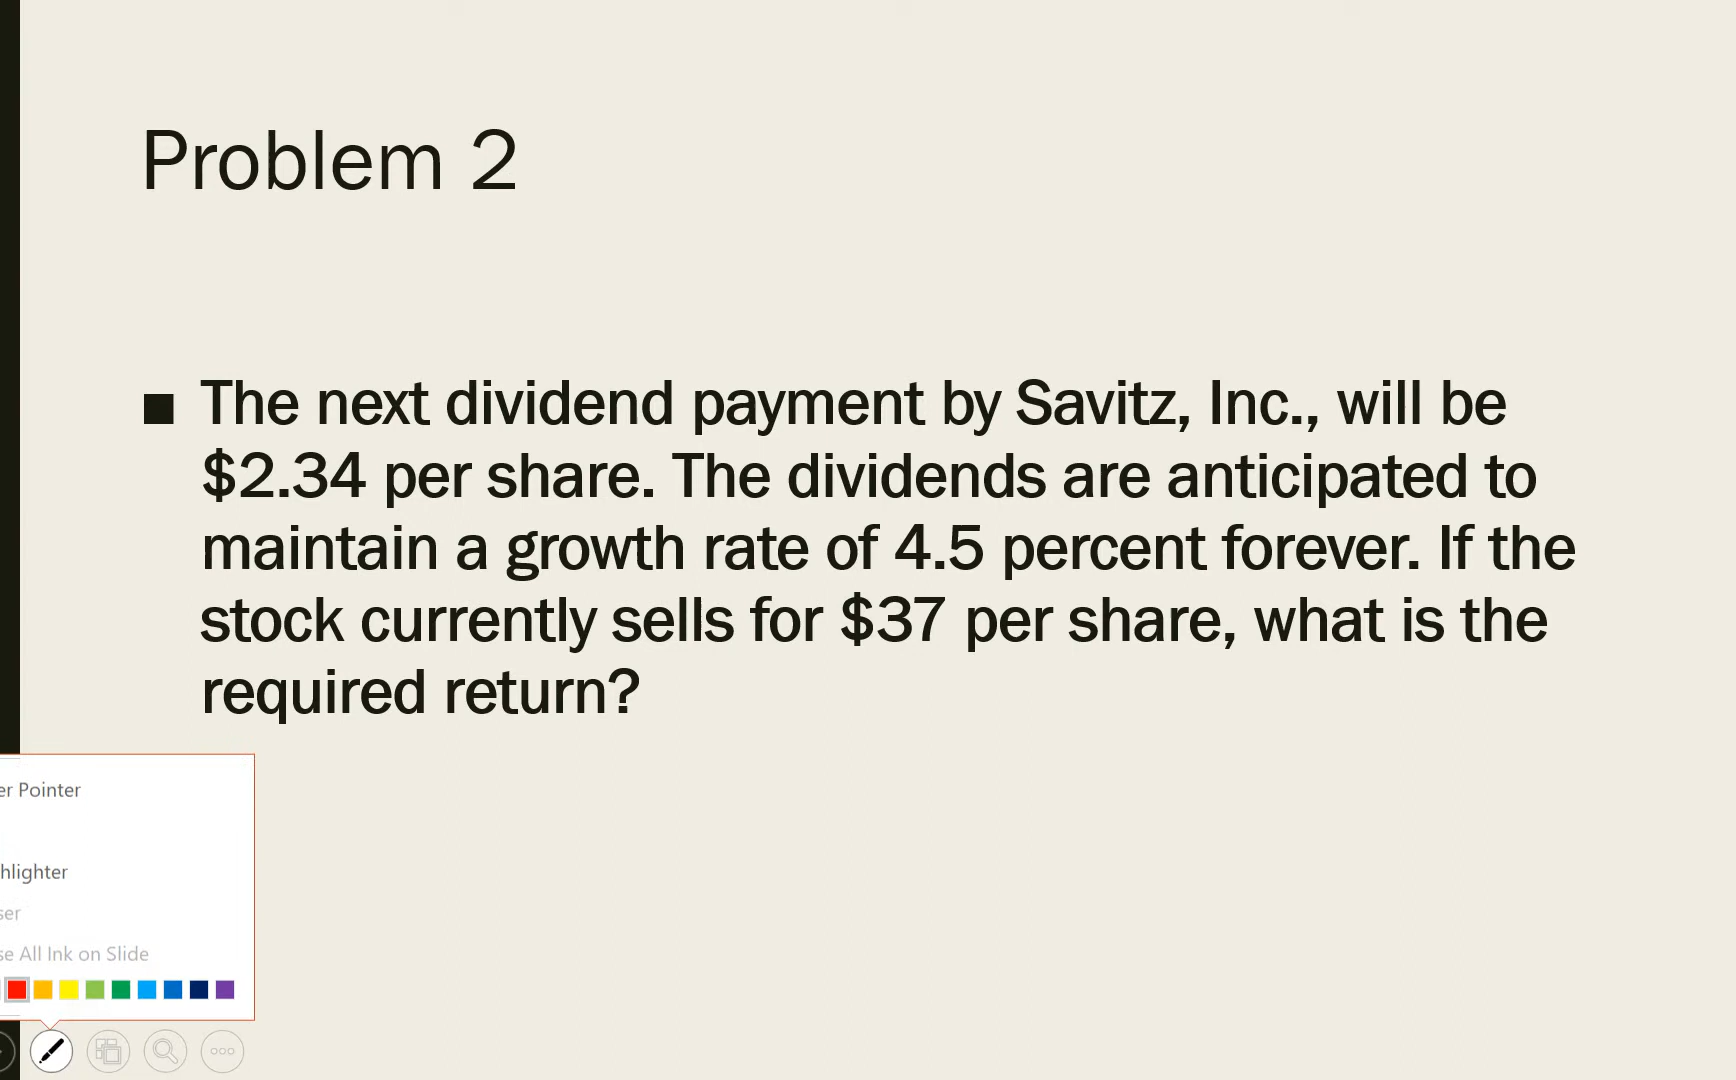 Problem 2
■ The next dividend payment by Savitz, Inc., will be
$2.34 per share. The dividends are anticipated to
maintain a growth rate of 4.5 percent forever. If the
stock currently sells for $37 per share, what is the
required return?
er Pointer
hlighter
ser
se All Ink on Slide